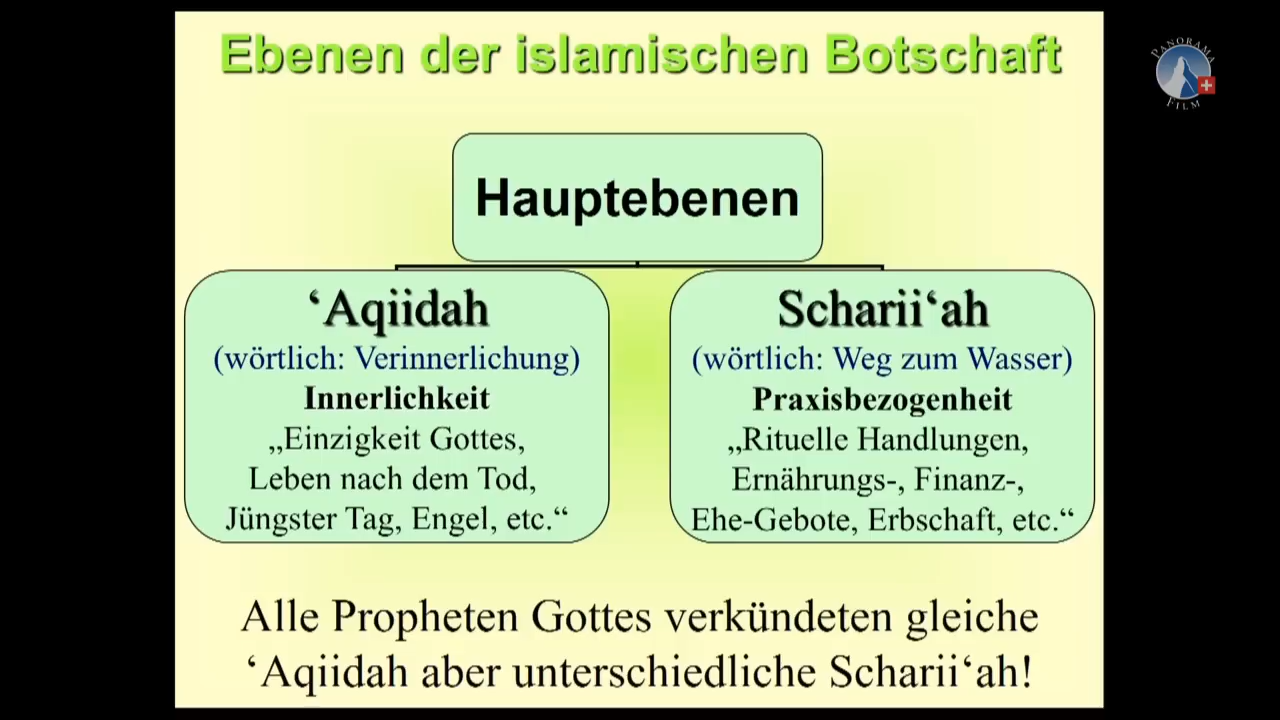 Ebenen der islamischen Botschaft
PANORAMA
FILM
Hauptebenen
‘Aqiidah
(wörtlich: Verinnerlichung)
Innerlichkeit
„Einzigkeit Gottes,
Leben nach dem Tod,
Jüngster Tag, Engel, etc.“
Scharii‘ah
(wörtlich: Weg zum Wasser)
Praxisbezogenheit
„Rituelle Handlungen,
Ernährungs-, Finanz-,
Ehe-Gebote, Erbschaft, etc.“
Alle Propheten Gottes verkündeten gleiche
‘Aqiidah aber unterschiedliche Scharii‘ah!